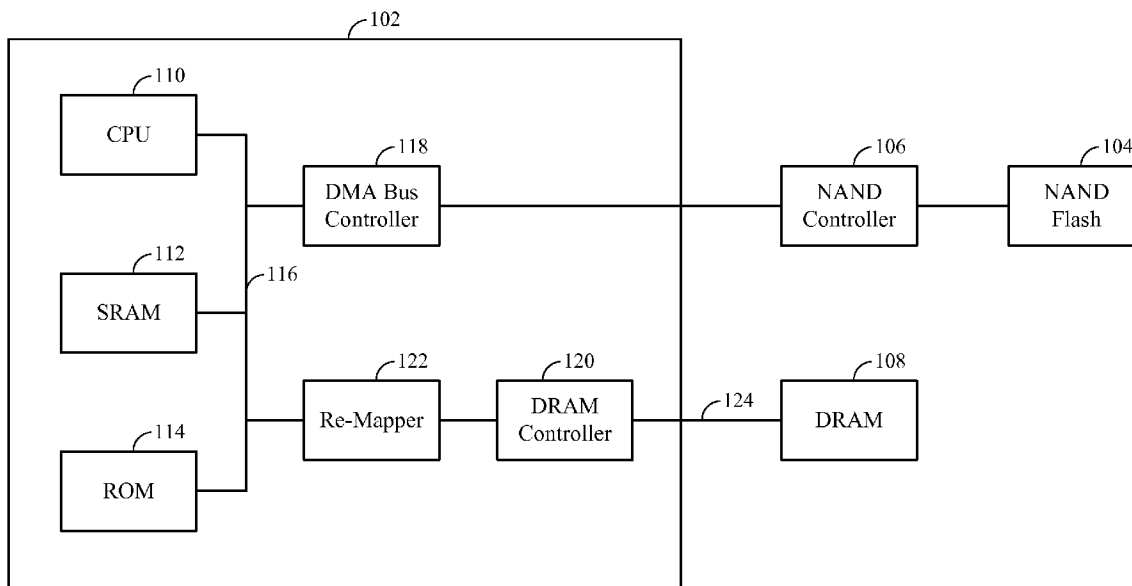 102
110
CPU
118
DMA Bus
Controller
106
NAND
Controller
104
NAND
Flash
112
SRAM
116
122
Re-Mapper
120
DRAM
Controller
124
108
DRAM
114
ROM